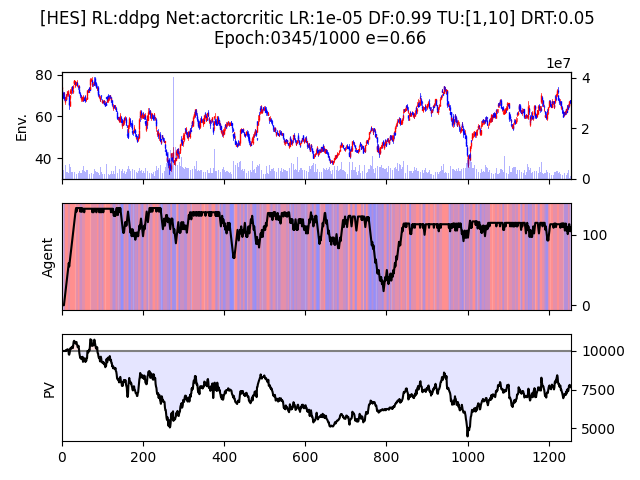 [HES] RL:ddpg Net:actorcritic LR:1e-05 DF:0.99 TU:[1,10] DRT:0.05
Epoch:0345/1000 e=0.66
1e7
80
60
40
Env.
4
2
0
Agent
100
0
PV
10000
7500
5000
0 200 400 600 800 1000 1200